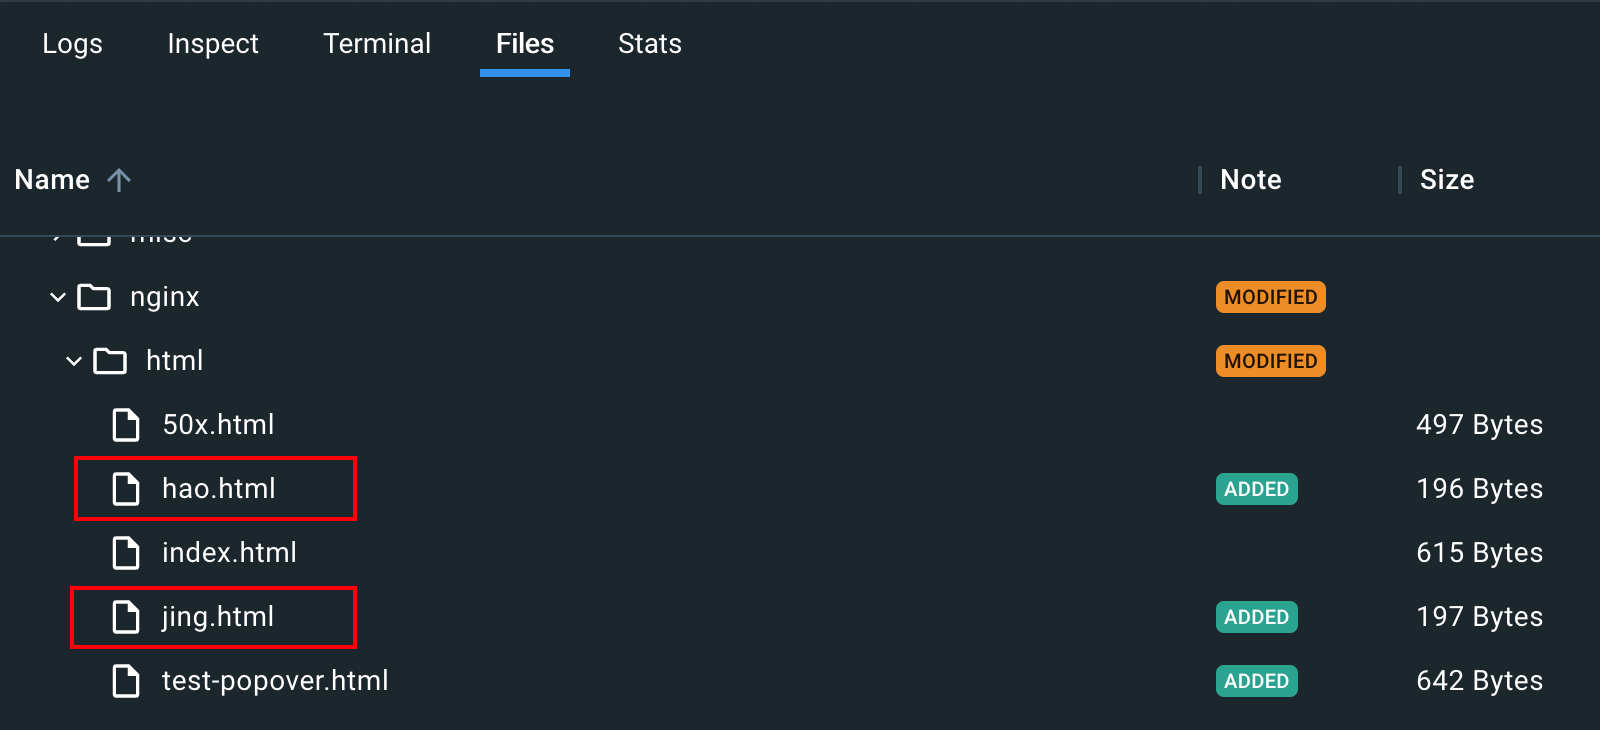 Logs Inspect Terminal Files Stats
Name Note Size
misc
nginx MODIFIED
html MODIFIED
50x.html 497 Bytes
hao.html ADDED 196 Bytes
index.html 615 Bytes
jing.html ADDED 197 Bytes
test-popover.html ADDED 642 Bytes